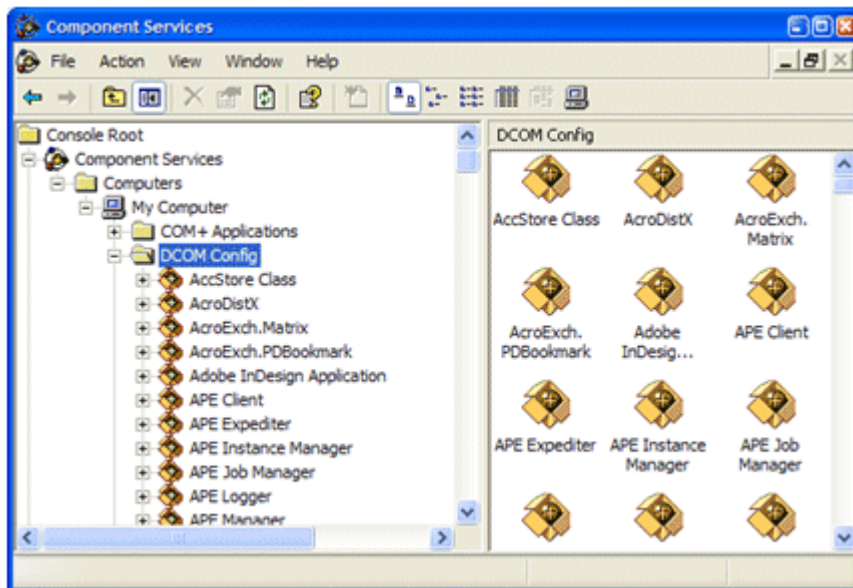 Component Services
File Action View Window Help
Console Root
Component Services
Computers
My Computer
COM+ Applications
DCOM Config
AccStore Class
AcroDistX
AcroExch.Matrix
AcroExch.PDBookmark
Adobe InDesign Application
APE Client
APE Expediter
APE Instance Manager
APE Job Manager
APE Logger
APE Manager
DCOM Config
AccStore Class
AcroDistX
AcroExch.
Matrix
AcroExch.
PDBookmark
Adobe
InDesig...
APE Client
APE Expediter
APE Instance
Manager
APE Job
Manager